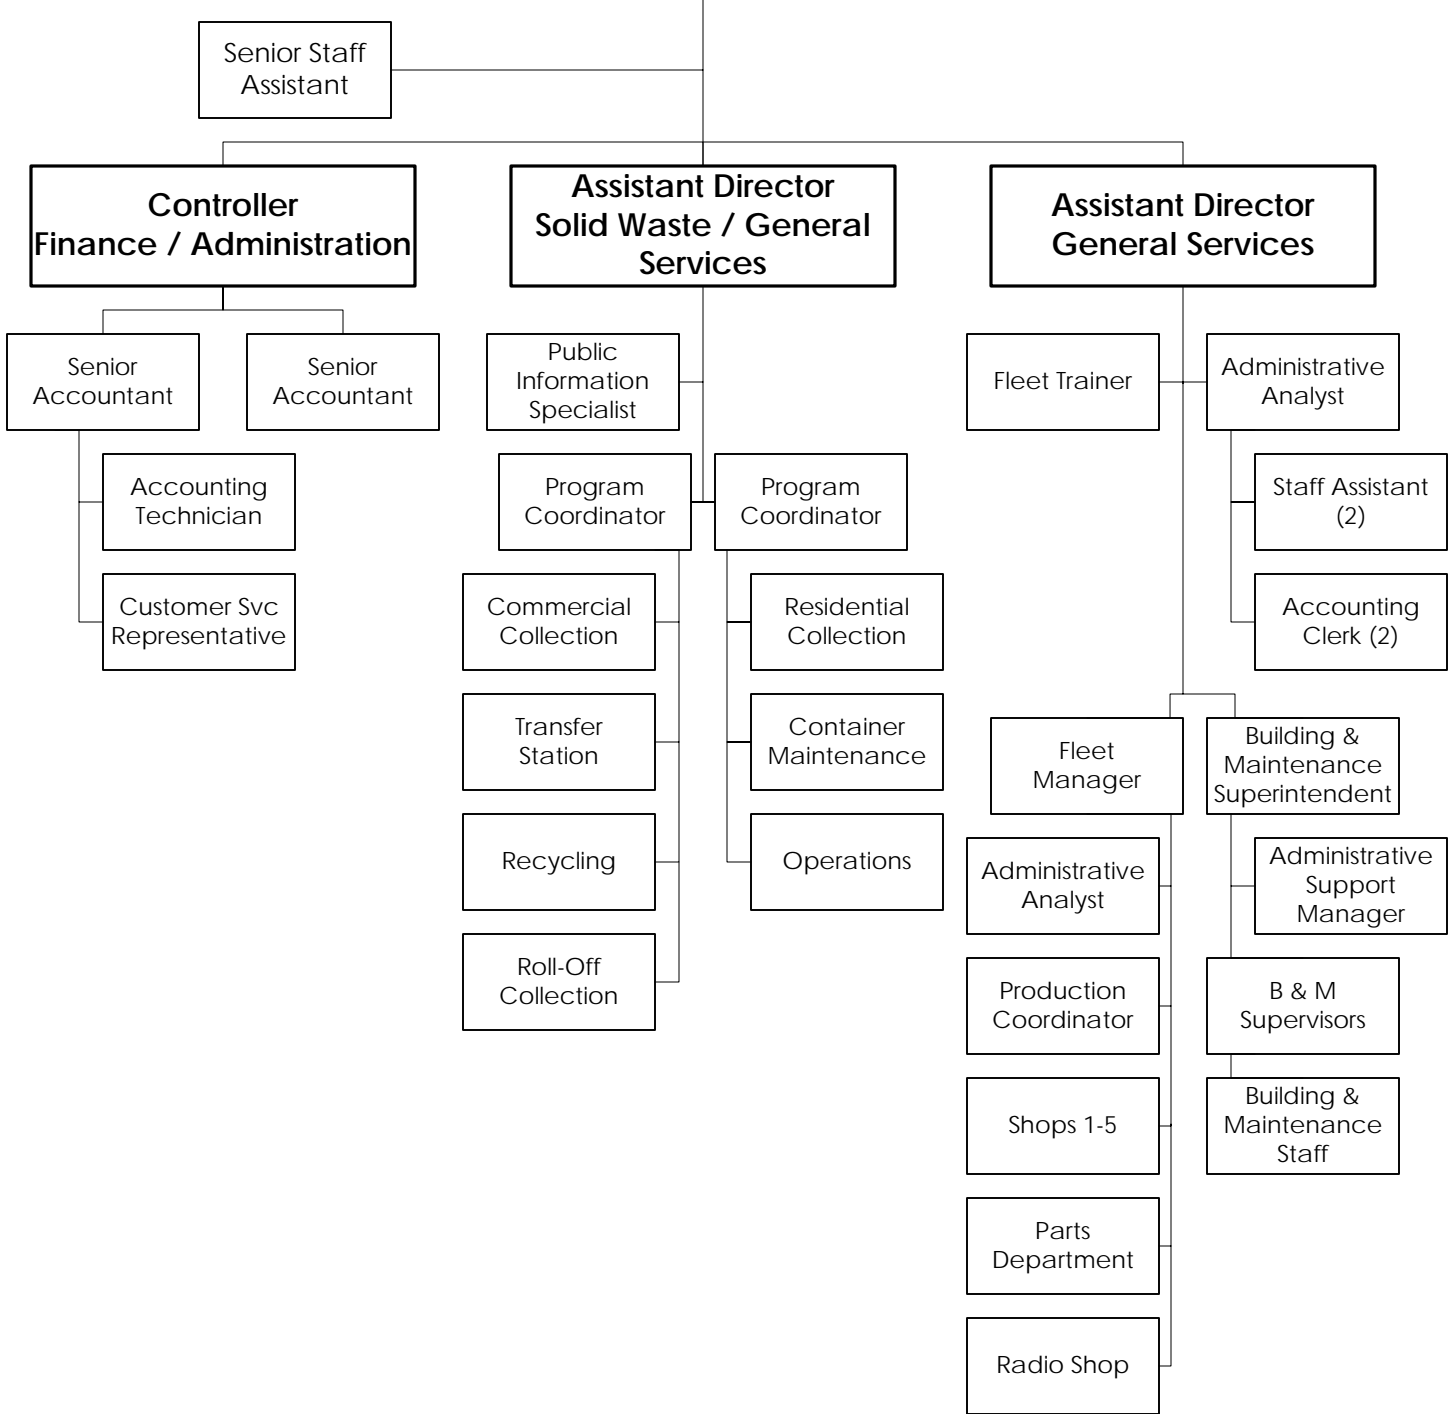 Senior Staff
Assistant
Controller
Finance / Administration
Assistant Director
Solid Waste / General
Services
Assistant Director
General Services
Senior
Accountant
Senior
Accountant
Accounting
Technician
Customer Svc
Representative
Public
Information
Specialist
Program
Coordinator
Program
Coordinator
Commercial
Collection
Transfer
Station
Recycling
Roll-Off
Collection
Residential
Collection
Container
Maintenance
Operations
Fleet Trainer
Administrative
Analyst
Staff Assistant
(2)
Accounting
Clerk (2)
Fleet
Manager
Building &
Maintenance
Superintendent
Administrative
Analyst
Production
Coordinator
Shops 1-5
Parts
Department
Radio Shop
Administrative
Support
Manager
B & M
Supervisors
Building &
Maintenance
Staff